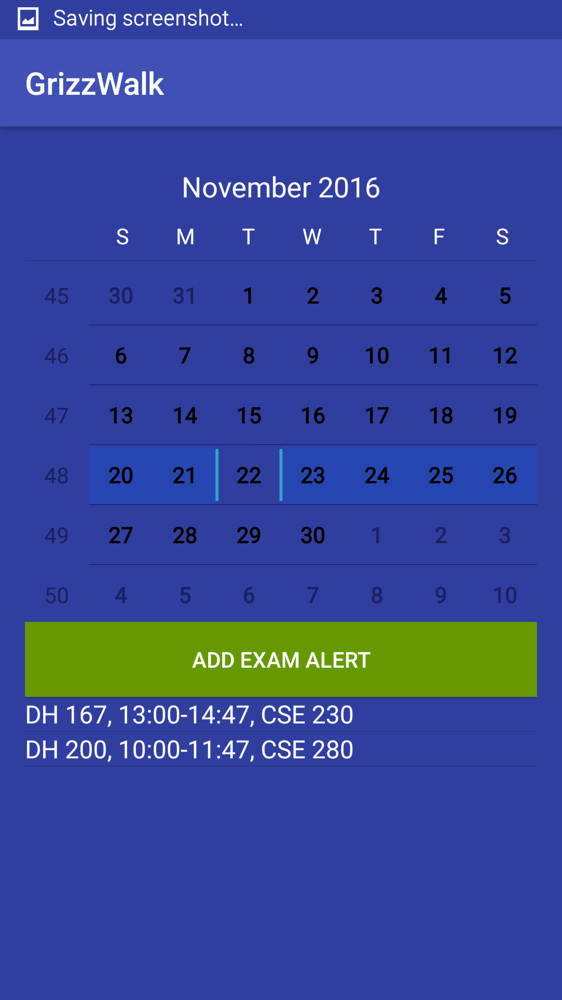 Saving screenshot...
GrizzWalk
November 2016
S M T W T F S
45 30 31 1 2 3 4 5
46 6 7 8 9 10 11 12
47 13 14 15 16 17 18 19
48 20 21 22 23 24 25 26
49 27 28 29 30 1 2 3
50 4 5 6 7 8 9 10
ADD EXAM ALERT
DH 167, 13:00-14:47, CSE 230
DH 200, 10:00-11:47, CSE 280